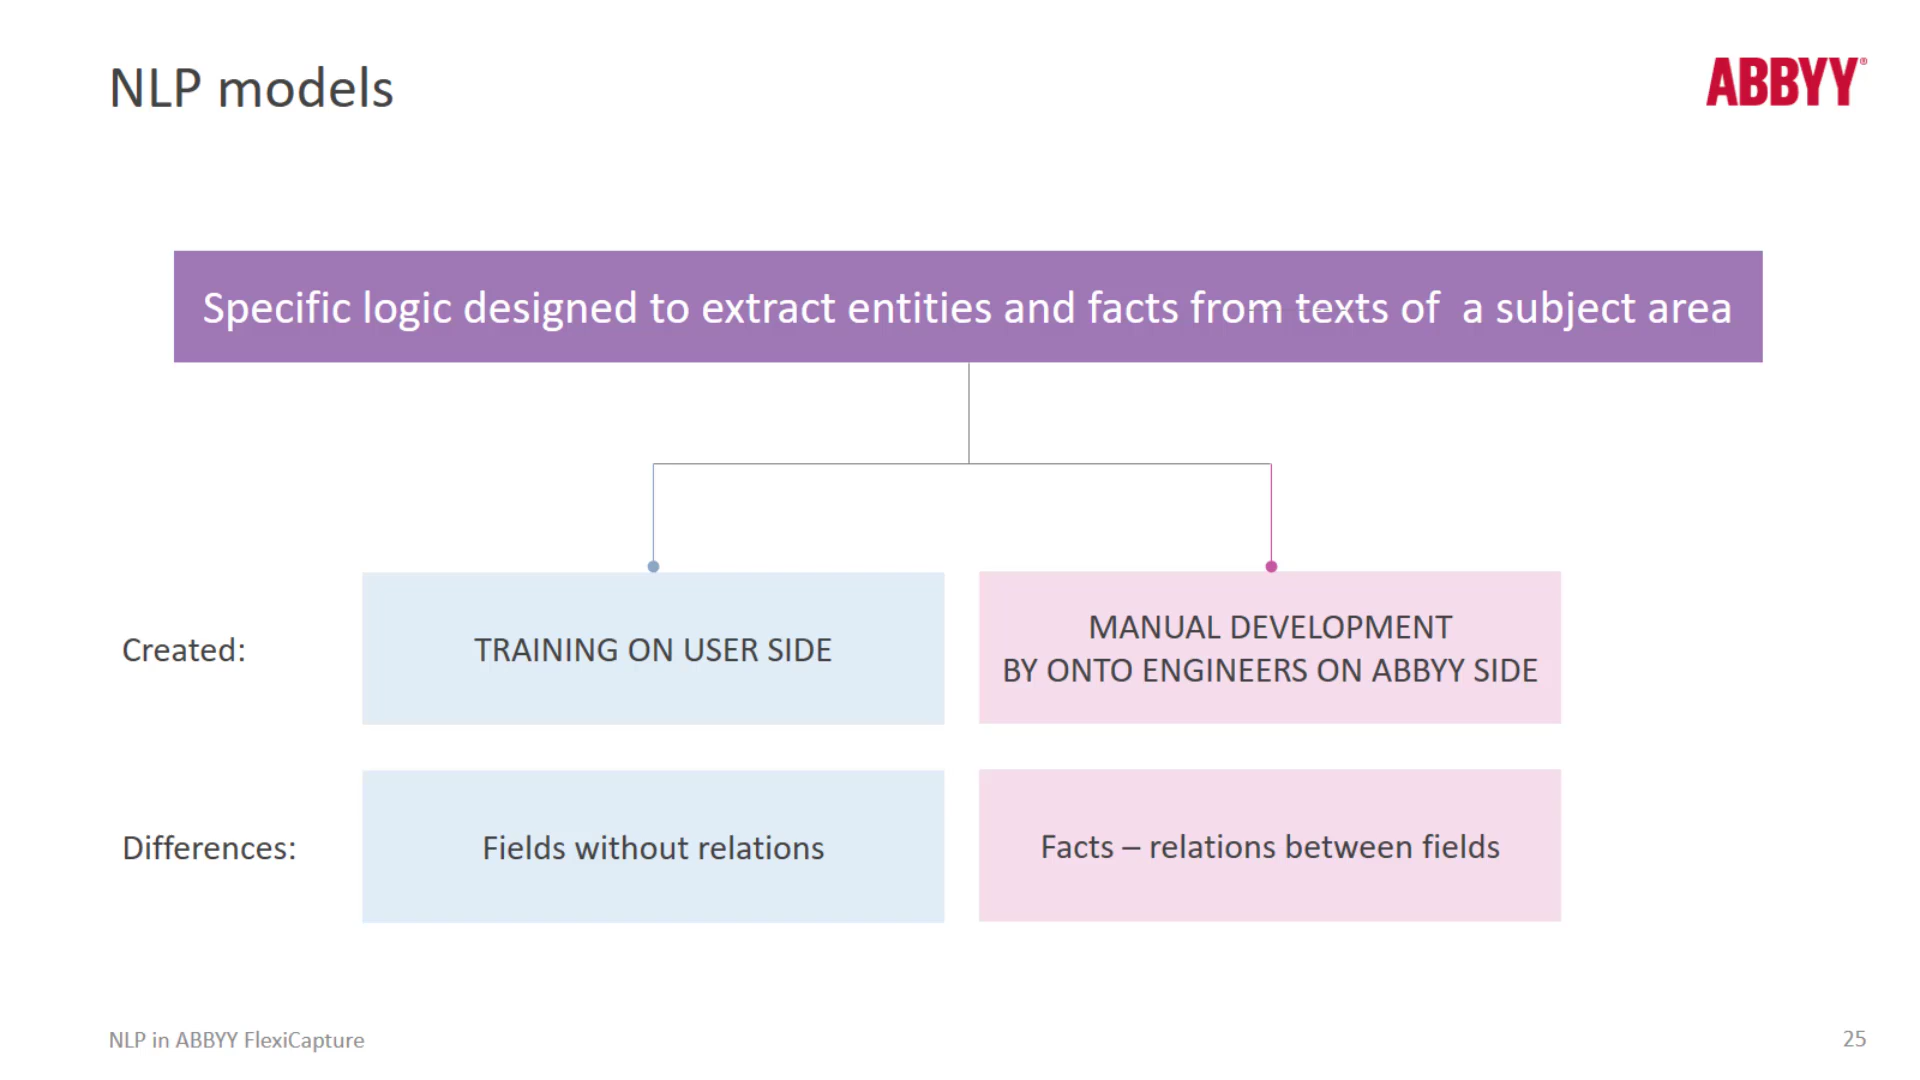 NLP models
ABBYY®
Specific logic designed to extract entities and facts from texts of  a subject area
Created:
TRAINING ON USER SIDE
MANUAL DEVELOPMENT
BY ONTO ENGINEERS ON ABBYY SIDE
Differences:
Fields without relations
Facts – relations between fields
NLP in ABBYY FlexiCapture
25